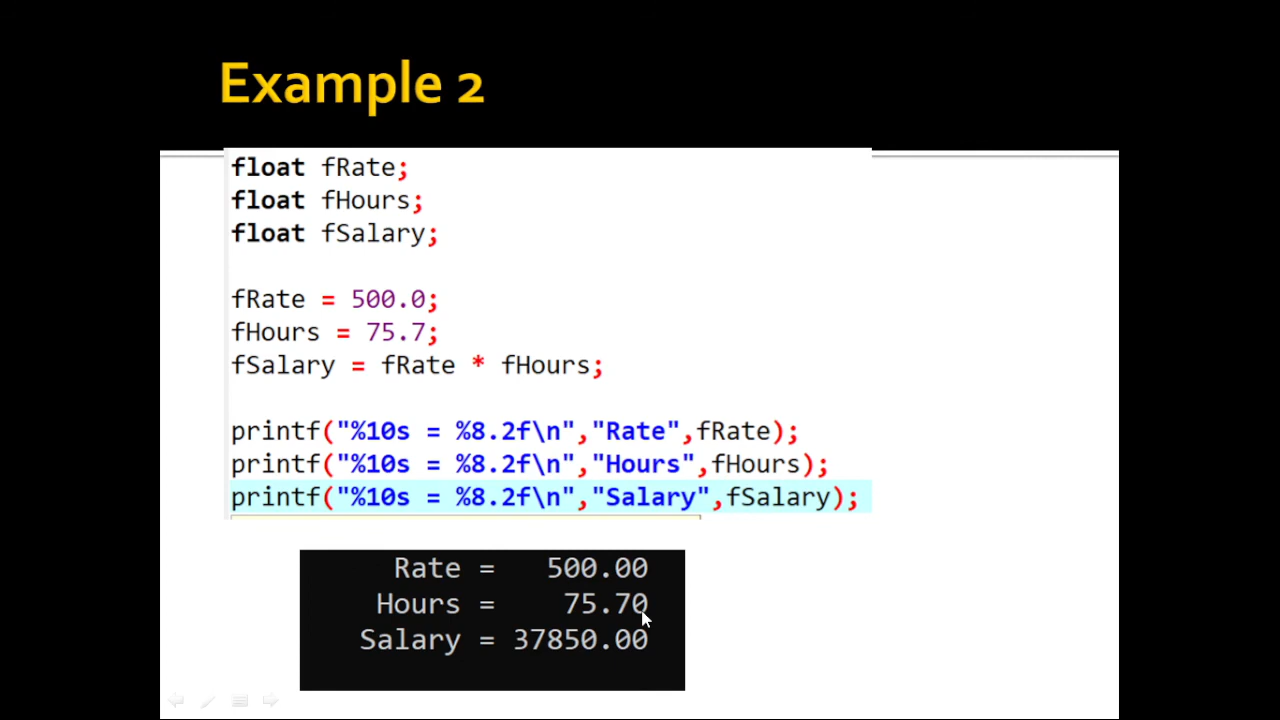 Example 2
float fRate;
float fHours;
float fSalary;
fRate = 500.0;
fHours = 75.7;
fSalary = fRate * fHours;
printf("%10s = %8.2f\n","Rate",fRate);
printf("%10s = %8.2f\n","Hours",fHours);
printf("%10s = %8.2f\n","Salary",fSalary);
Rate =   500.00
Hours =    75.70
Salary = 37850.00